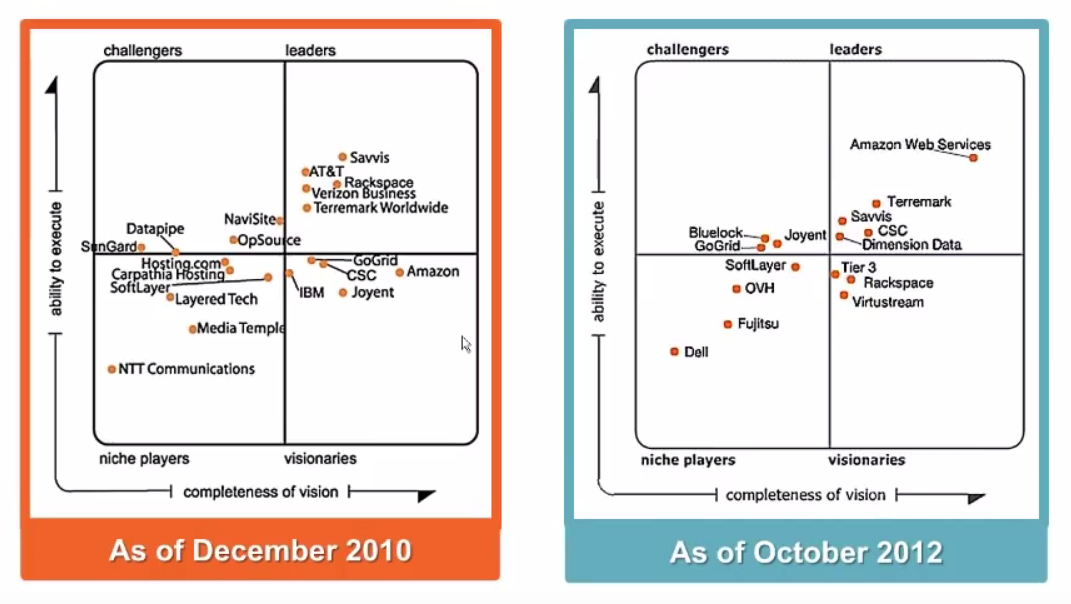 challengers
leaders
Savvis
AT&T
Rackspace
Verizon Business
Terremark Worldwide
NaviSite
Datapipe
OpSource
SunGard
Hosting.com
GoGrid
Carpathia Hosting
CSC
Amazon
SoftLayer
IBM
Joyent
Layered Tech
Media Temple
NTT Communications
ability to execute
niche players
visionaries
completeness of vision
As of December 2010
challengers
leaders
Amazon Web Services
Terremark
Savvis
Bluelock
Joyent
CSC
GoGrid
Dimension Data
SoftLayer
Tier 3
OVH
Rackspace
Virtustream
Fujitsu
Dell
ability to execute
niche players
visionaries
completeness of vision
As of October 2012